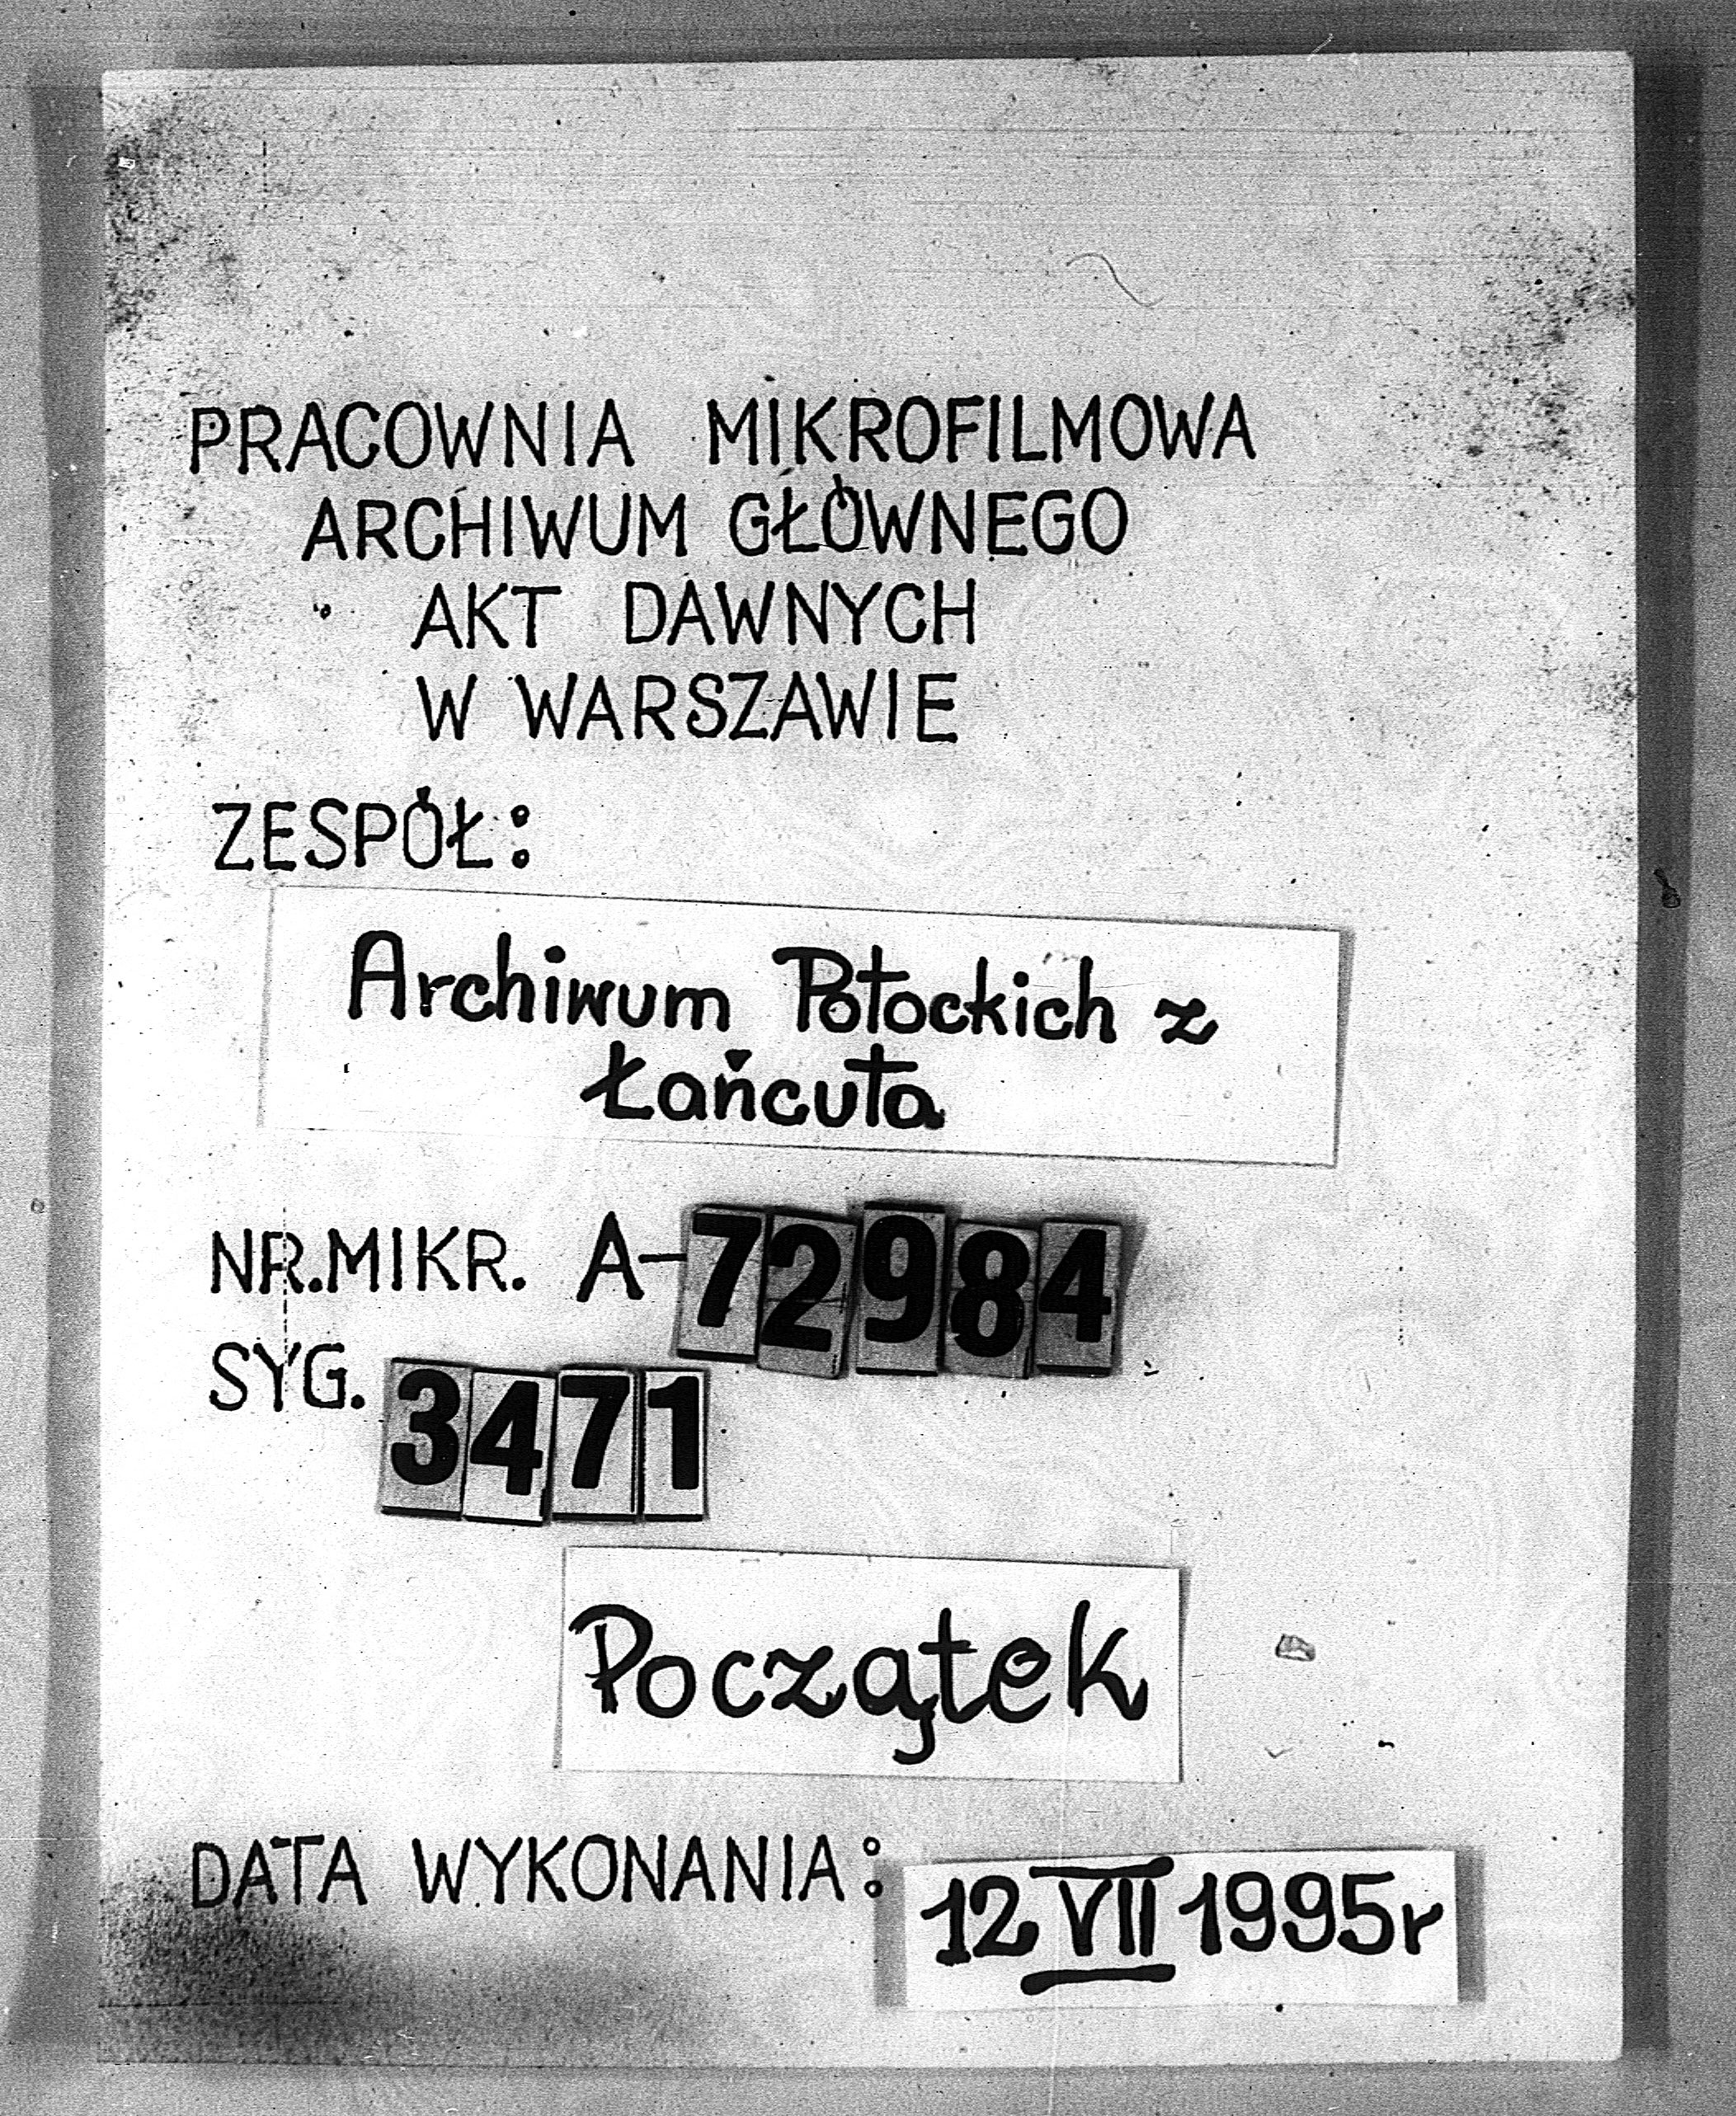 PRACOWNIA MIKROFILMOWA
ARCHIWUM GŁÓWNEGO
AKT DAWNYCH
W WARSZAWIE
ZESPÓŁ:
Archiwum Potockich z
Łańcuta
NR.MIKR. A-72984
SYG. 3471
Początek
DATA WYKONANIA: 12 VII 1995r